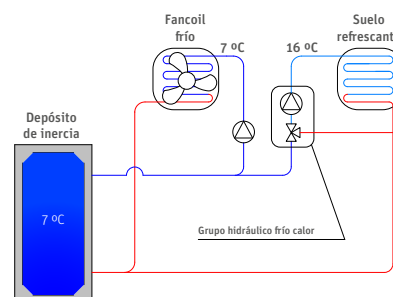 Fancoil
frío
7 ºC
16 ºC
Suelo
refrescant
Depósito
de inercia
7 ºC
Grupo hidráulico frío calor